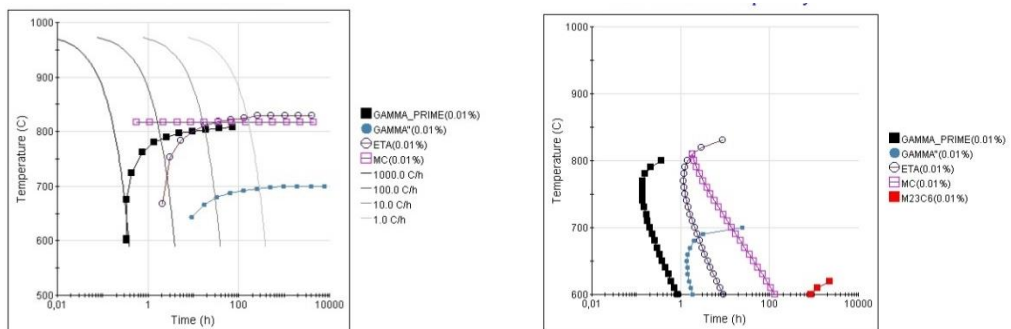 1000
900
800
700
600
500
Temperature (C)
0,01
1
100
10000
Time (h)
GAMMA_PRIME(0.01%)
GAMMA"(0.01%)
ETA(0.01%)
MC(0.01%)
1000.0 C/h
100.0 C/h
10.0 C/h
1.0 C/h
1000
900
800
700
600
Temperature (C)
0,01
1
100
10000
Time (h)
GAMMA_PRIME(0.01%)
GAMMA"(0.01%)
ETA(0.01%)
MC(0.01%)
M23C6(0.01%)